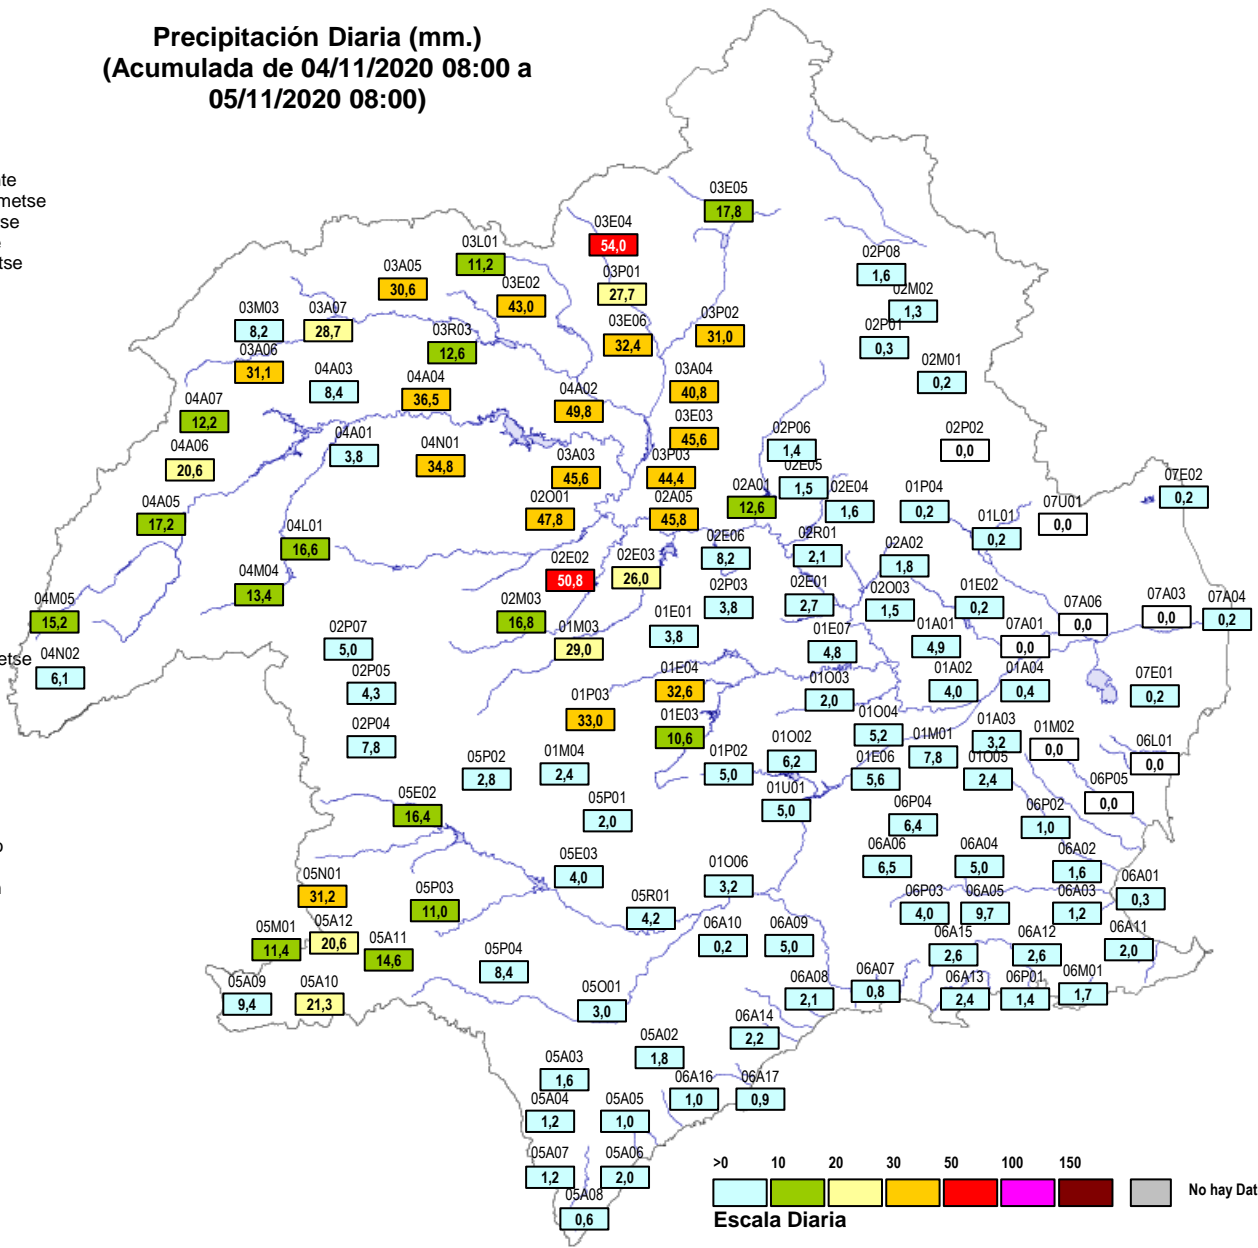 Precipitación Diaria (mm.)
(Acumulada de 04/11/2020 08:00 a
05/11/2020 08:00)
03E05
17,8
03E04
54,0
03L01
11,2
02P08
1,6
03A05
30,6
03E02
43,0
03P01
27,7
02M02
1,3
03M03
8,2
03A07
28,7
03R03
12,6
03E06
32,4
03P02
31,0
02P01
0,3
03A06
31,1
04A03
8,4
04A04
36,5
04A02
49,8
03A04
40,8
02M01
0,2
04A07
12,2
03E03
45,6
04A01
3,8
04N01
34,8
02P06
1,4
02P02
0,0
04A06
20,6
03A03
45,6
03P03
44,4
02E05
1,5
07E02
0,2
04A05
17,2
02O01
47,8
02A05
45,8
02A01
12,6
02E04
1,6
01P04
0,2
07U01
0,0
04L01
16,6
01L01
0,2
02E02
50,8
02E03
26,0
02E06
8,2
02R01
2,1
02A02
1,8
04M04
13,4
04M05
15,2
02M03
16,8
02P03
3,8
02E01
2,7
02O03
1,5
01E02
0,2
07A06
0,0
07A03
0,0
07A04
0,2
01M03
29,0
01E01
3,8
01E07
4,8
01A01
4,9
07A01
0,0
04N02
6,1
02P07
5,0
02P05
4,3
01E04
32,6
01O03
2,0
01A02
4,0
01A04
0,4
07E01
0,2
01P03
33,0
01E03
10,6
02P04
7,8
01O04
5,2
01M01
7,8
01A03
3,2
01M02
0,0
06L01
0,0
05P02
2,8
01M04
2,4
01P02
5,0
01O02
6,2
01E06
5,6
01O05
2,4
06P05
0,0
05E02
16,4
05P01
2,0
01U01
5,0
06P04
6,4
06P02
1,0
05E03
4,0
06A06
6,5
06A04
5,0
06A02
1,6
05N01
31,2
05P03
11,0
01O06
3,2
06A01
0,3
05R01
4,2
06P03
4,0
06A05
9,7
06A03
1,2
05M01
11,4
05A12
20,6
05A11
14,6
06A10
0,2
06A09
5,0
06A15
2,6
06A12
2,6
06A11
2,0
05P04
8,4
05A09
9,4
05A10
21,3
05O01
3,0
06A08
2,1
06A07
0,8
06A13
2,4
06P01
1,4
06M01
1,7
06A14
2,2
05A02
1,8
05A03
1,6
06A16
1,0
06A17
0,9
05A04
1,2
05A05
1,0
05A07
1,2
05A06
2,0
05A08
0,6
>0 10 20 30 50 100 150
No hay Dat
Escala Diaria